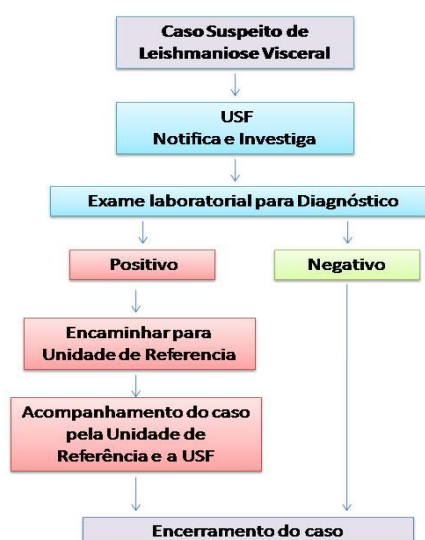 Caso Suspeito de
Leishmaniose Visceral
USF
Notifica e Investiga
Exame laboratorial para Diagnóstico
Positivo
Negativo
Encaminhar para
Unidade de Referencia
Acompanhamento do caso
pela Unidade de
Referência e a USF
Encerramento do caso